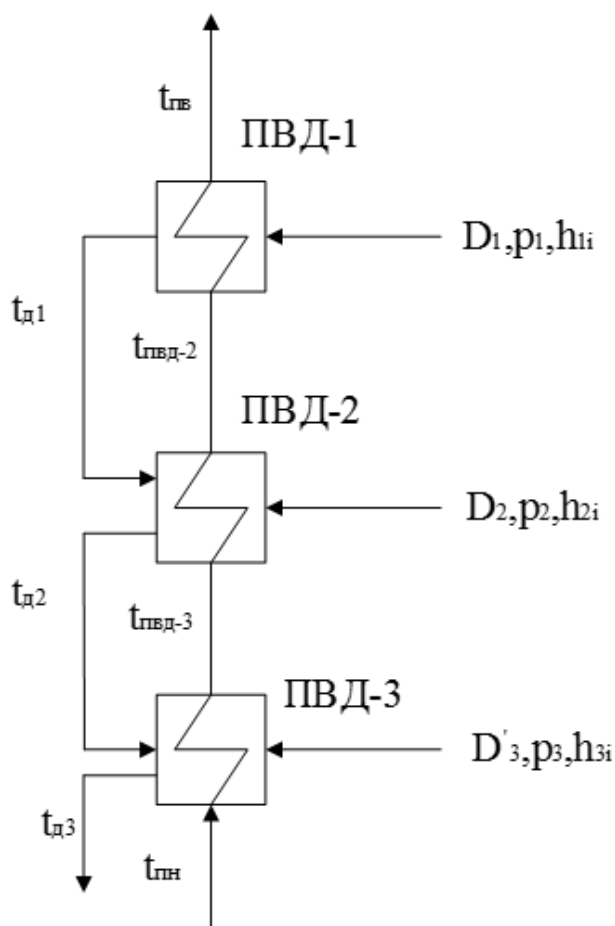 tпв
ПВД-1
D1,p1,h1i
tд1
tпвд-2
ПВД-2
D2,p2,h2i
tд2
tпвд-3
ПВД-3
D'3,p3,h3i
tд3
tпн